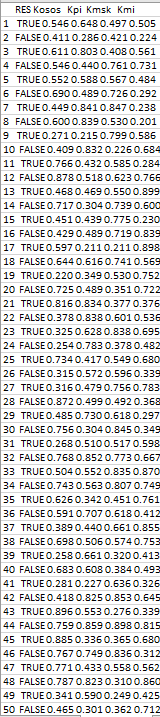 RES Kosos Kpi Kmsk Kmi
1 TRUE 0.546 0.648 0.497 0.505
2 FALSE 0.411 0.286 0.421 0.224
3 TRUE 0.611 0.803 0.408 0.561
4 FALSE 0.546 0.440 0.761 0.731
5 TRUE 0.552 0.588 0.567 0.484
6 FALSE 0.690 0.489 0.726 0.292
7 TRUE 0.449 0.841 0.847 0.238
8 FALSE 0.600 0.839 0.530 0.201
9 TRUE 0.271 0.215 0.799 0.586
10 FALSE 0.409 0.832 0.226 0.684
11 TRUE 0.766 0.432 0.585 0.284
12 FALSE 0.878 0.518 0.623 0.766
13 TRUE 0.468 0.469 0.550 0.899
14 FALSE 0.717 0.304 0.739 0.600
15 TRUE 0.451 0.439 0.775 0.230
16 FALSE 0.429 0.489 0.719 0.839
17 TRUE 0.597 0.211 0.211 0.898
18 FALSE 0.644 0.616 0.741 0.569
19 TRUE 0.220 0.349 0.530 0.752
20 FALSE 0.725 0.489 0.351 0.722
21 TRUE 0.816 0.834 0.377 0.376
22 FALSE 0.378 0.838 0.601 0.536
23 TRUE 0.325 0.628 0.838 0.695
24 FALSE 0.254 0.783 0.378 0.482
25 TRUE 0.734 0.417 0.549 0.680
26 FALSE 0.315 0.572 0.596 0.339
27 TRUE 0.316 0.479 0.756 0.783
28 FALSE 0.872 0.499 0.492 0.368
29 TRUE 0.485 0.730 0.618 0.297
30 FALSE 0.756 0.304 0.845 0.349
31 TRUE 0.268 0.510 0.517 0.598
32 FALSE 0.768 0.852 0.773 0.667
33 TRUE 0.504 0.552 0.835 0.870
34 FALSE 0.743 0.563 0.807 0.749
35 TRUE 0.626 0.342 0.451 0.761
36 FALSE 0.591 0.707 0.618 0.412
37 TRUE 0.389 0.440 0.661 0.855
38 FALSE 0.698 0.506 0.574 0.753
39 TRUE 0.258 0.661 0.320 0.413
40 FALSE 0.683 0.608 0.384 0.493
41 TRUE 0.281 0.227 0.636 0.326
42 FALSE 0.418 0.825 0.853 0.645
43 TRUE 0.896 0.553 0.276 0.339
44 FALSE 0.759 0.859 0.898 0.815
45 TRUE 0.885 0.336 0.365 0.680
46 FALSE 0.767 0.749 0.836 0.312
47 TRUE 0.771 0.433 0.558 0.562
48 FALSE 0.787 0.823 0.310 0.860
49 TRUE 0.341 0.590 0.249 0.425
50 FALSE 0.465 0.301 0.362 0.712